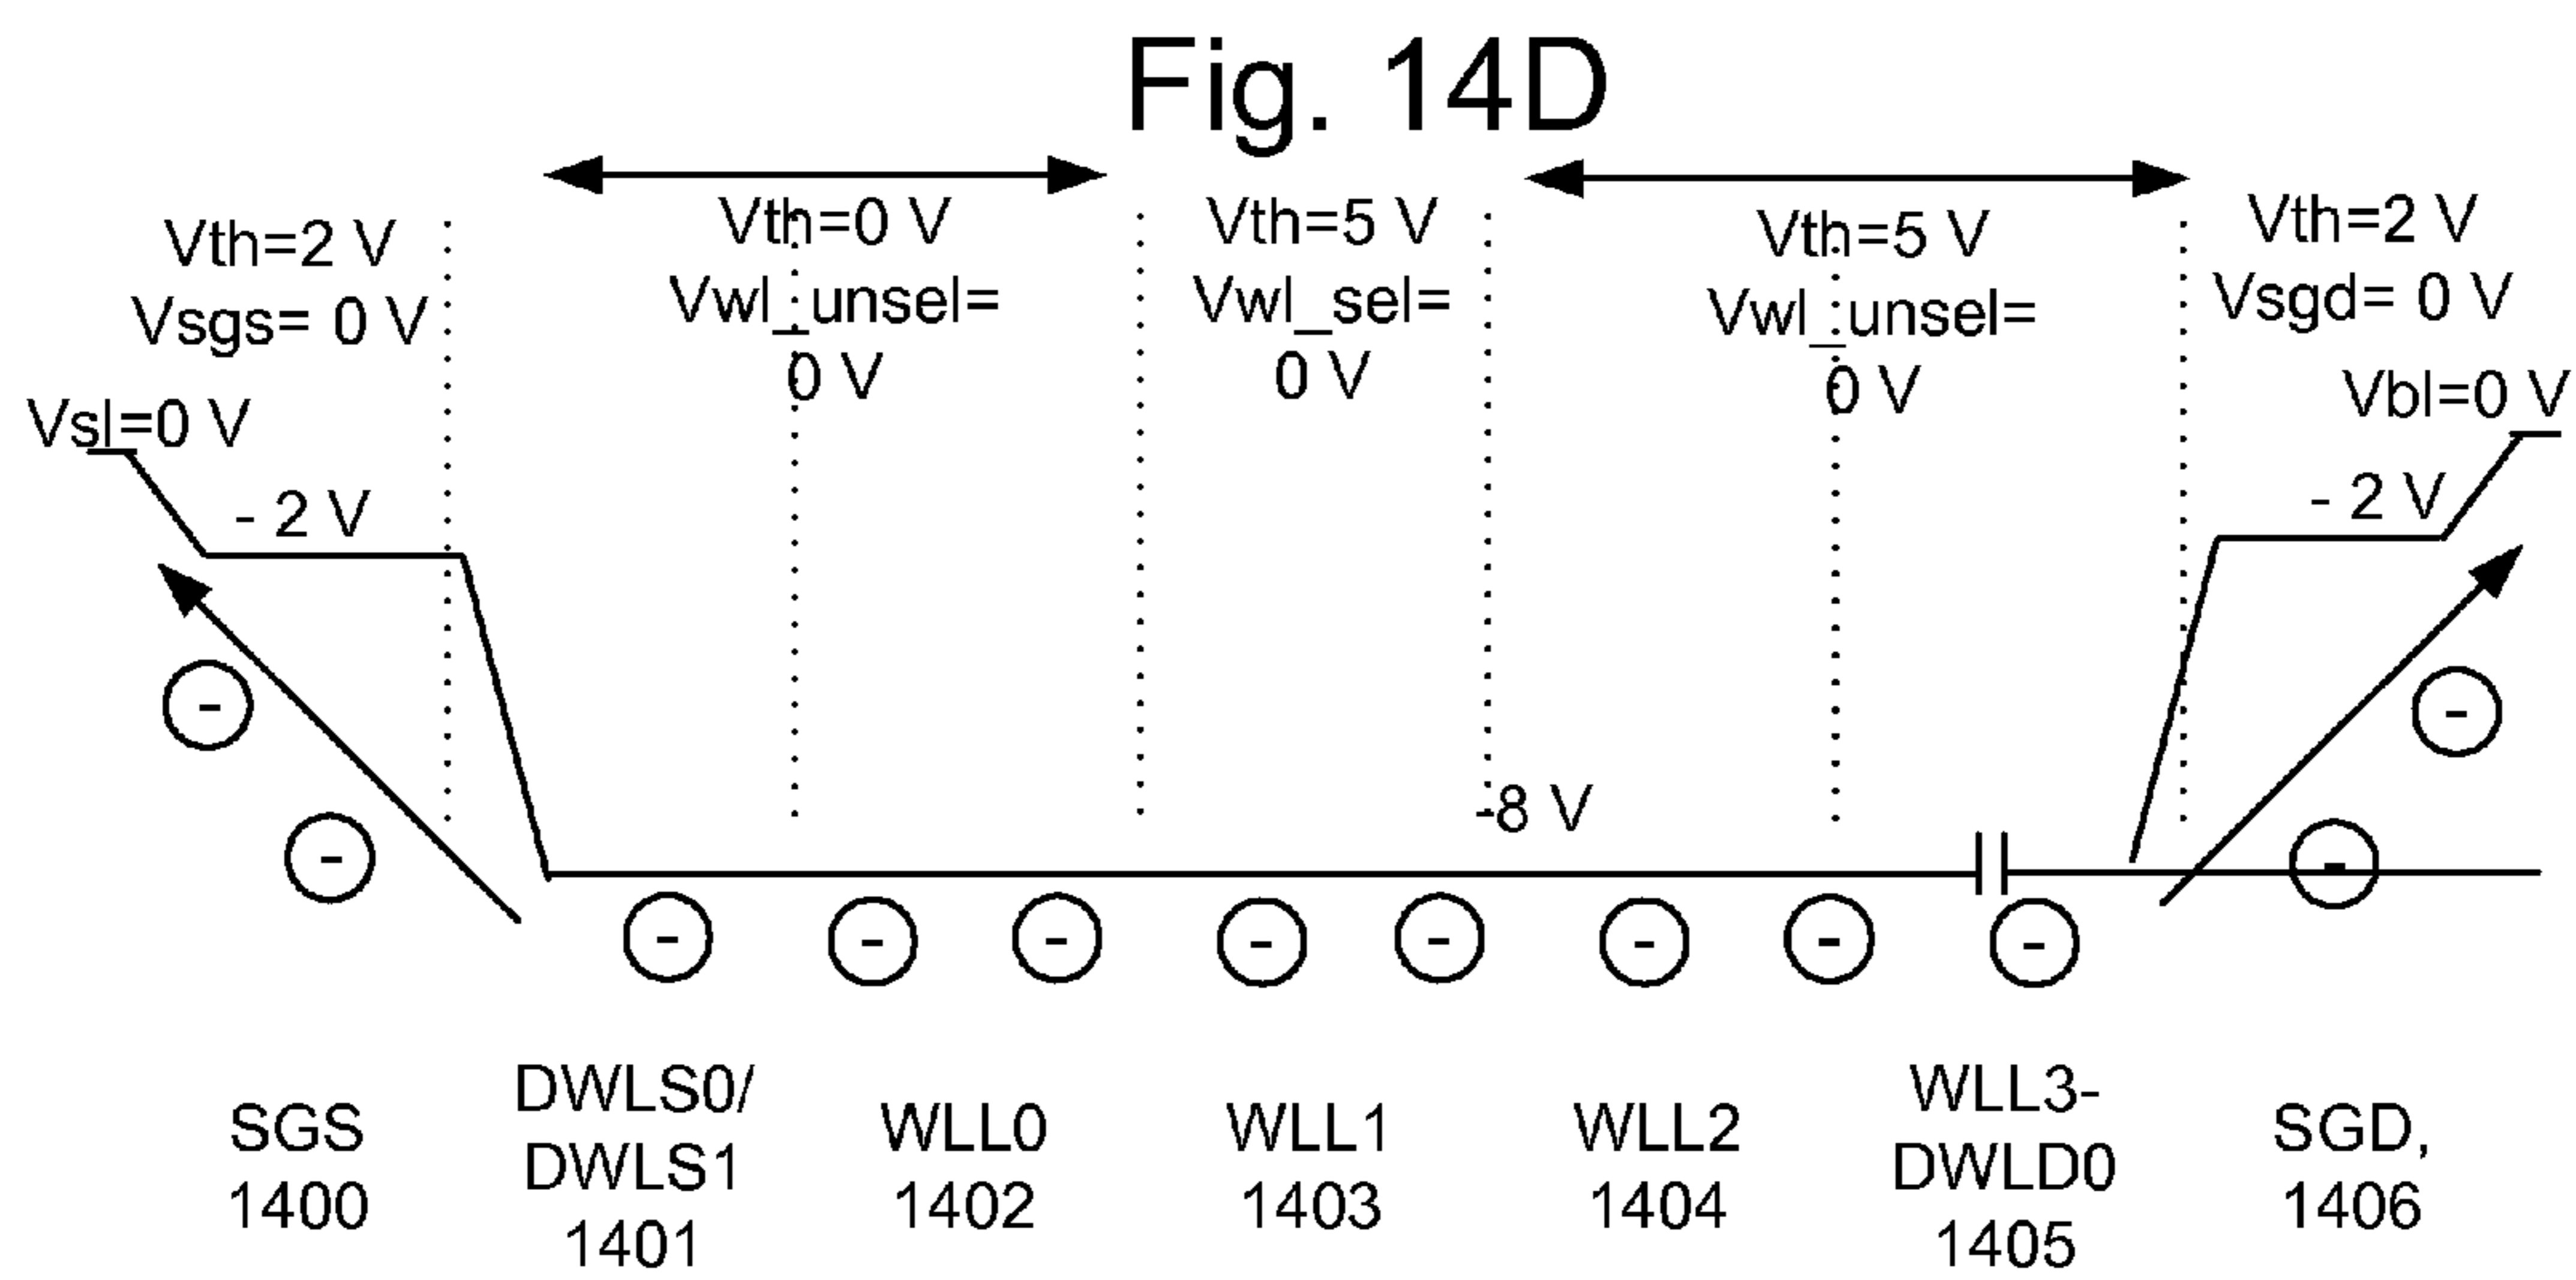 Fig. 14D
Vth=2 V
Vsgs= 0 V
Vsl=0 V
- 2 V
Vth=0 V
Vwl_unsel=
0 V
Vth=5 V
Vwl_sel=
0 V
Vth=5 V
Vwl_unsel=
0 V
Vth=2 V
Vsgd= 0 V
Vbl=0 V
- 2 V
-8 V
- - - - - - - - - - - -
SGS
1400
DWLS0/
DWLS1
1401
WLL0
1402
WLL1
1403
WLL2
1404
WLL3-
DWLD0
1405
SGD,
1406